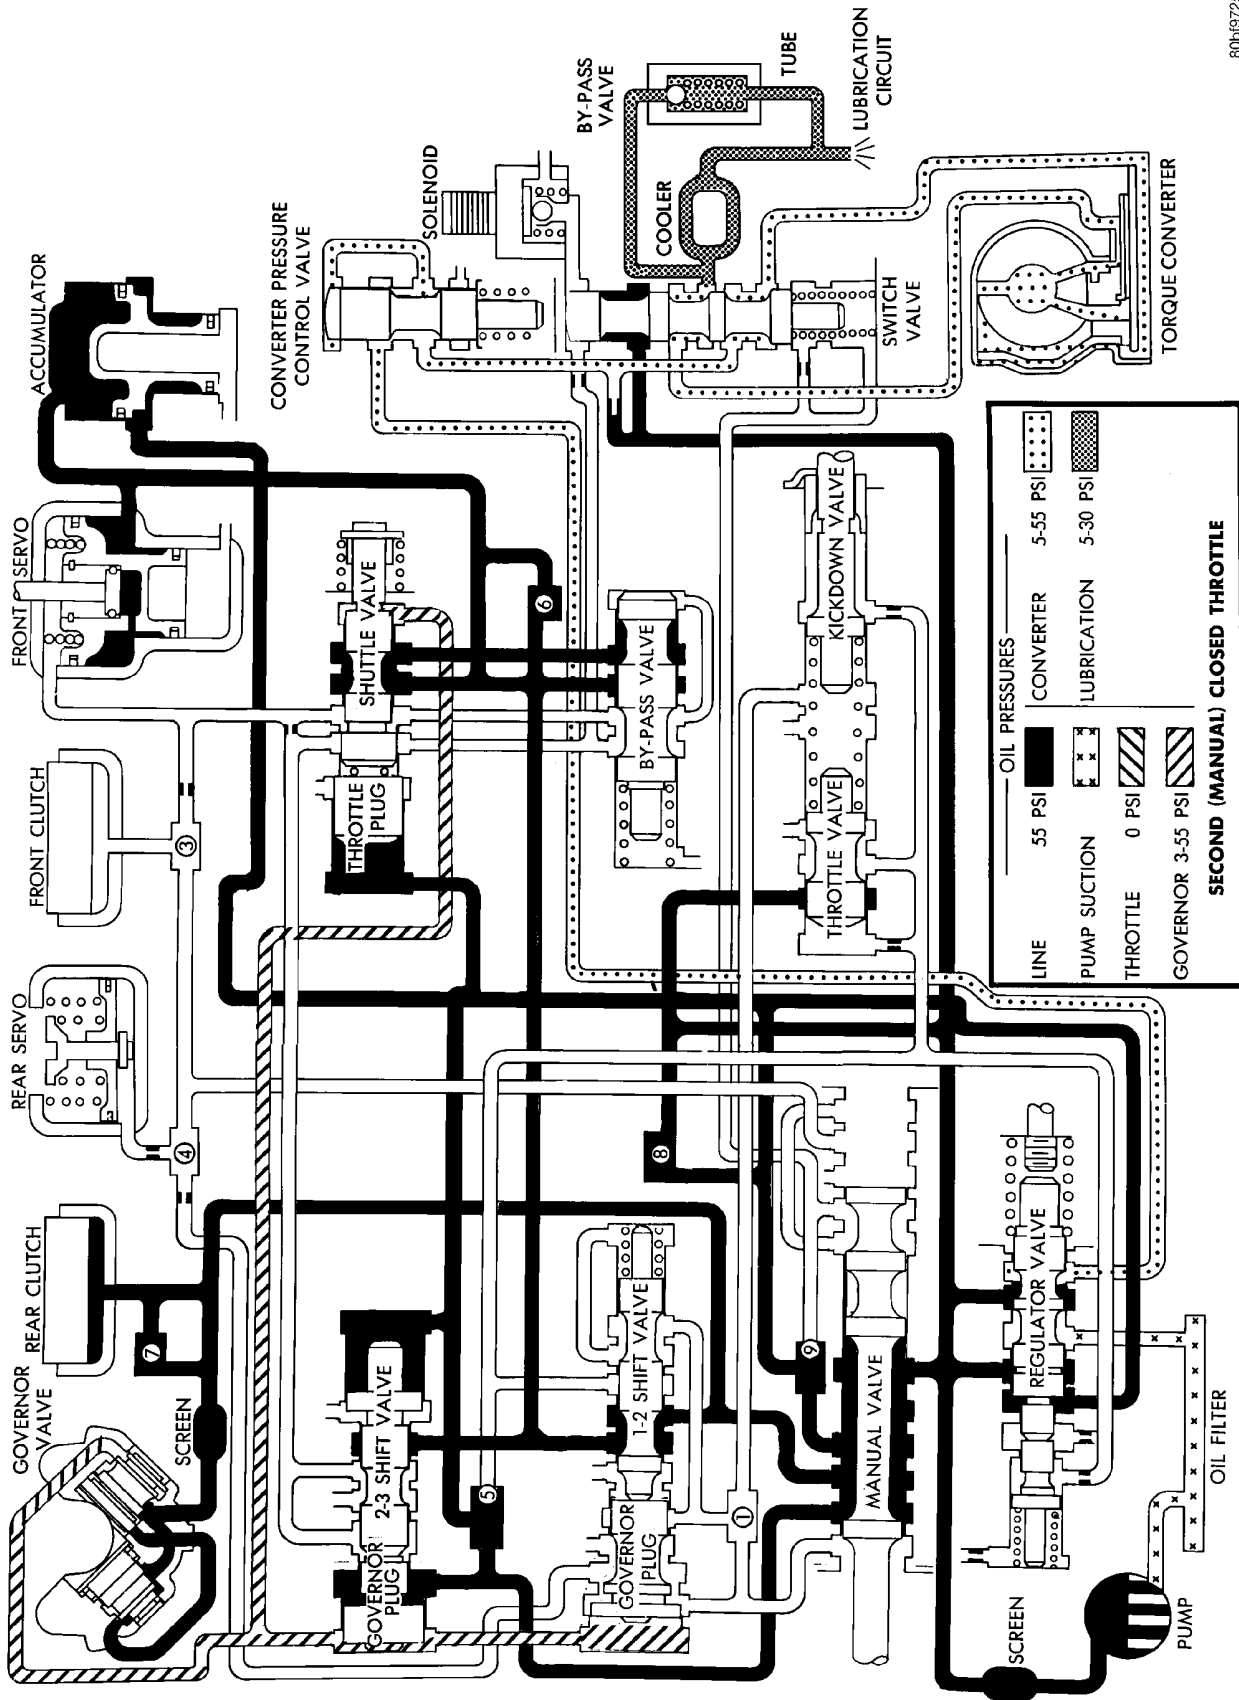 GOVERNOR
VALVE
REAR CLUTCH
REAR SERVO
FRONT CLUTCH
FRONT SERVO
ACCUMULATOR
SCREEN
7
4
3
CONVERTER PRESSURE
CONTROL VALVE
SOLENOID
BY-PASS
VALVE
TUBE
COOLER
LUBRICATION
CIRCUIT
GOVERNOR
PLUG
2-3 SHIFT VALVE
THROTTLE
PLUG
SHUTTLE VALVE
5
6
GOVERNOR
PLUG
1-2 SHIFT VALVE
8
BY-PASS VALVE
SWITCH
VALVE
1
9
MANUAL VALVE
THROTTLE VALVE
KICKDOWN VALVE
TORQUE CONVERTER
SCREEN
PUMP
REGULATOR VALVE
OIL FILTER
OIL PRESSURES
LINE 55 PSI
CONVERTER 5-55 PSI
PUMP SUCTION
LUBRICATION 5-30 PSI
THROTTLE 0 PSI
GOVERNOR 3-55 PSI
SECOND (MANUAL) CLOSED THROTTLE